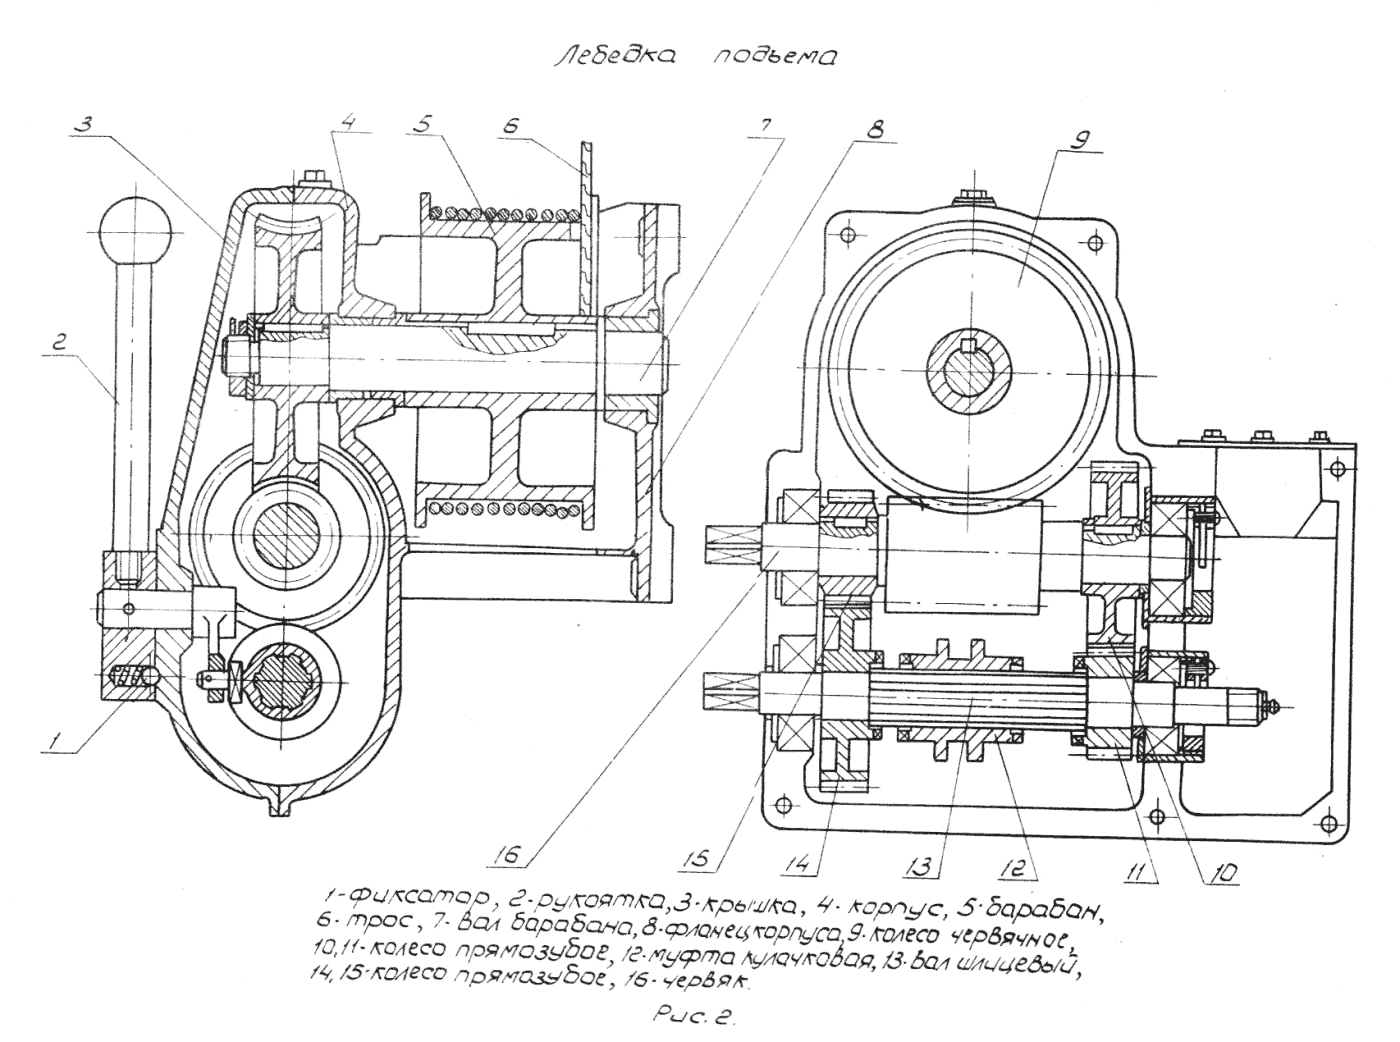 Лебедка подъема
3
4
5
6
7
8
9
2
1
16
15
14
13
12
11
10
1-фиксатор, 2-рукоятка, 3-крышка, 4-корпус, 5-барабан,
6-трос, 7-вал барабана, 8-фланец корпуса, 9-колесо червячное,
10,11-колесо прямозубое, 12-муфта кулачковая, 13-вал шлицевый,
14,15-колесо прямозубое, 16-червяк.
Рис. 2.